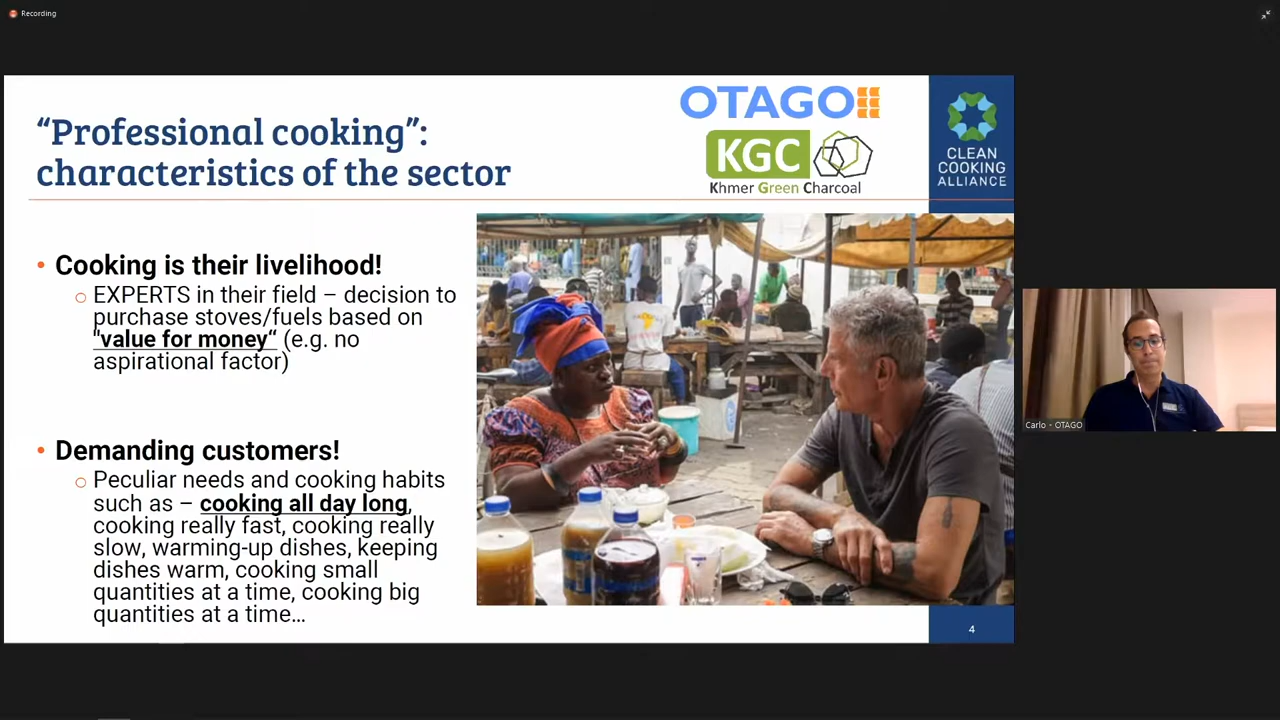 Recording
“Professional cooking”:
characteristics of the sector
OTAGO
KGC
Khmer Green Charcoal
CLEAN
COOKING
ALLIANCE
• Cooking is their livelihood!
○ EXPERTS in their field – decision to
purchase stoves/fuels based on
"value for money“ (e.g. no
aspirational factor)
• Demanding customers!
○ Peculiar needs and cooking habits
such as – cooking all day long,
cooking really fast, cooking really
slow, warming-up dishes, keeping
dishes warm, cooking small
quantities at a time, cooking big
quantities at a time…
4
Carlo - OTAGO